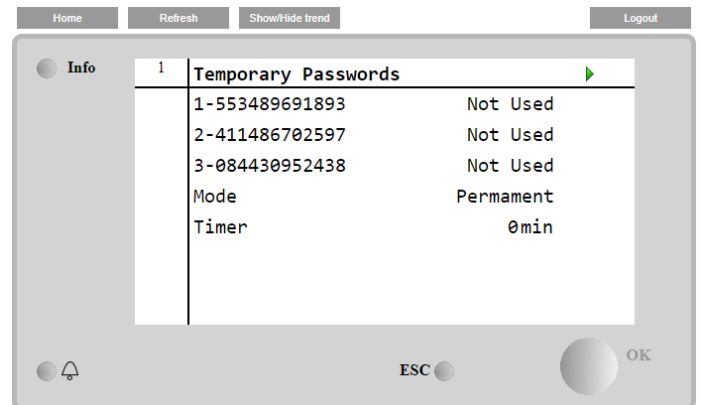 Home Refresh Show/Hide trend Logout
Info
1 Temporary Passwords
1-553489691893 Not Used
2-411486702597 Not Used
3-084430952438 Not Used
Mode Permament
Timer 0min
ESC OK